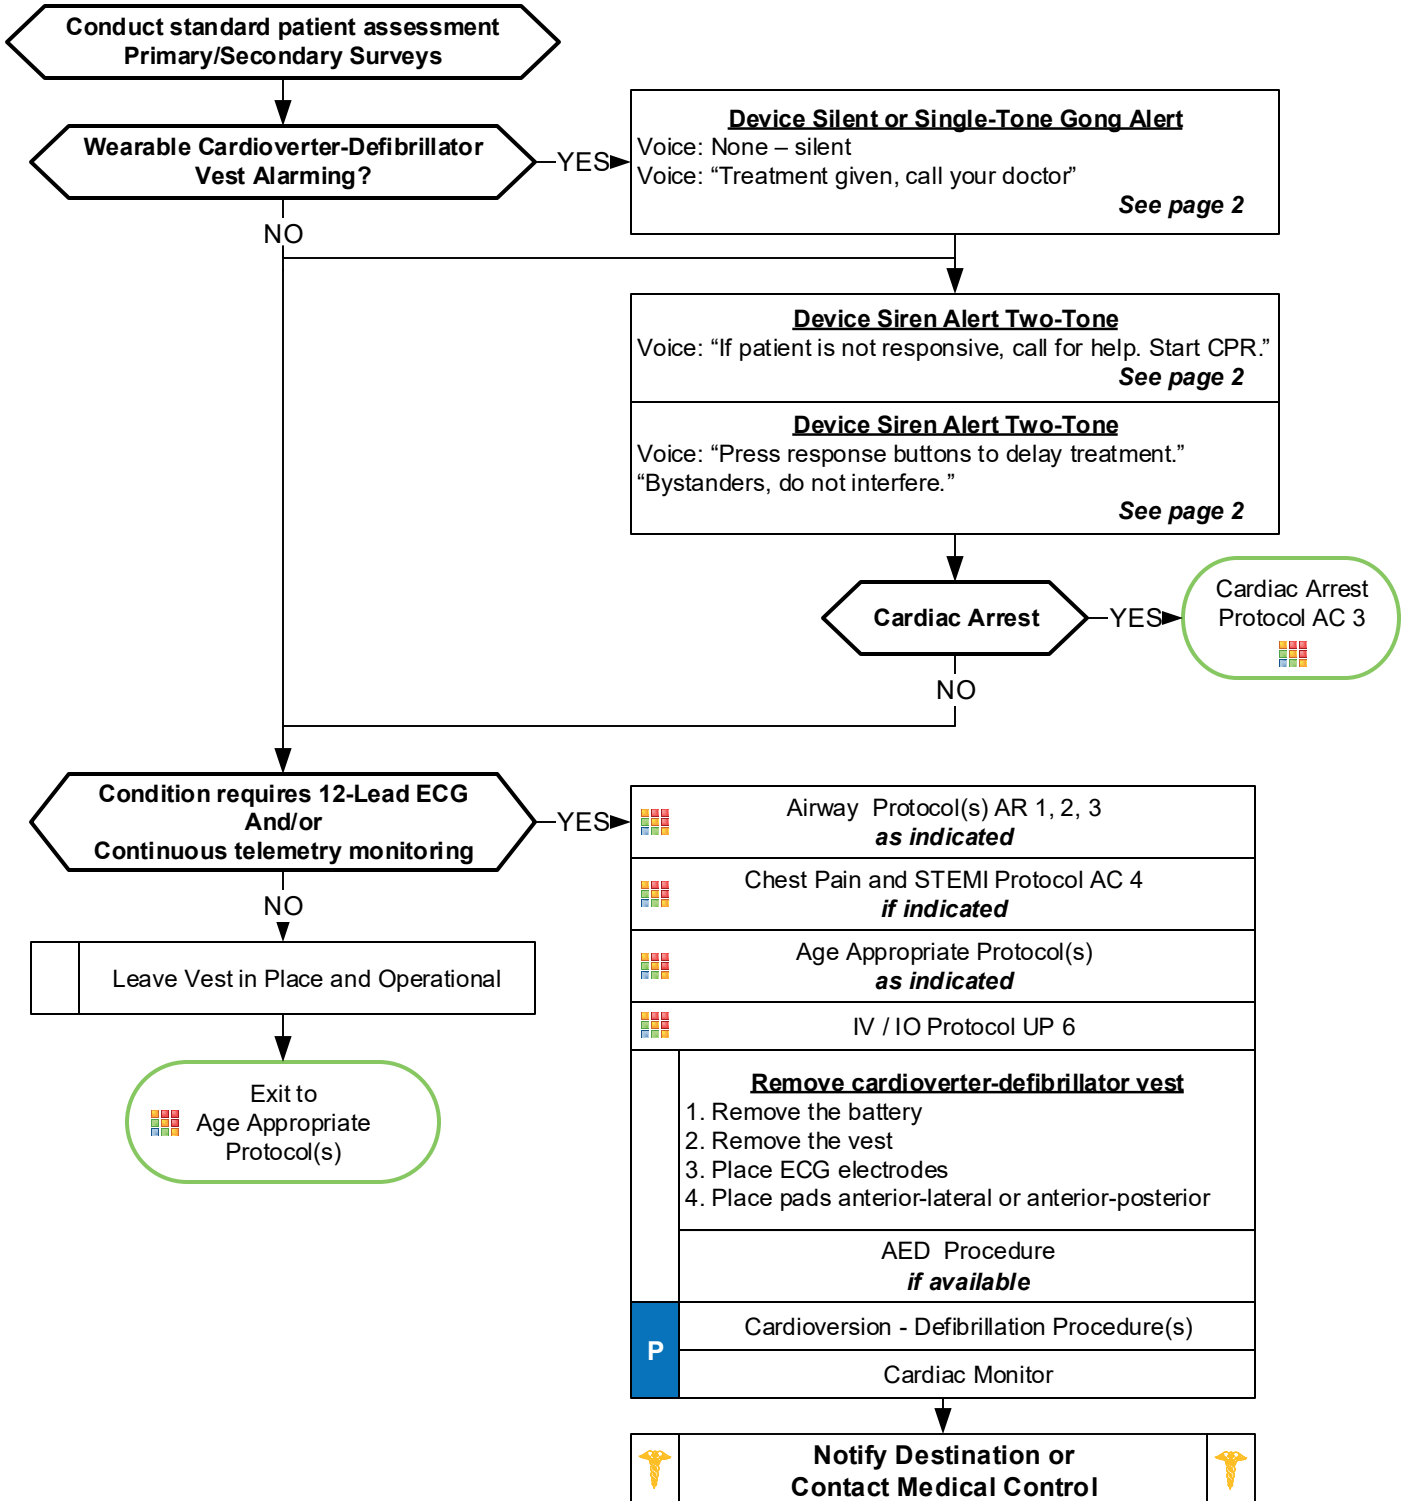 Conduct standard patient assessment
Primary/Secondary Surveys
Wearable Cardioverter-Defibrillator
Vest Alarming?
YES
NO
Device Silent or Single-Tone Gong Alert
Voice: None – silent
Voice: “Treatment given, call your doctor”
See page 2
Device Siren Alert Two-Tone
Voice: “If patient is not responsive, call for help. Start CPR.”
See page 2
Device Siren Alert Two-Tone
Voice: “Press response buttons to delay treatment.”
“Bystanders, do not interfere.”
See page 2
Cardiac Arrest
YES
Cardiac Arrest
Protocol AC 3
NO
Condition requires 12-Lead ECG
And/or
Continuous telemetry monitoring
YES
NO
Leave Vest in Place and Operational
Exit to
Age Appropriate
Protocol(s)
Airway Protocol(s) AR 1, 2, 3
as indicated
Chest Pain and STEMI Protocol AC 4
if indicated
Age Appropriate Protocol(s)
as indicated
IV / IO Protocol UP 6
Remove cardioverter-defibrillator vest
1. Remove the battery
2. Remove the vest
3. Place ECG electrodes
4. Place pads anterior-lateral or anterior-posterior
AED Procedure
if available
P
Cardioversion - Defibrillation Procedure(s)
Cardiac Monitor
Notify Destination or
Contact Medical Control